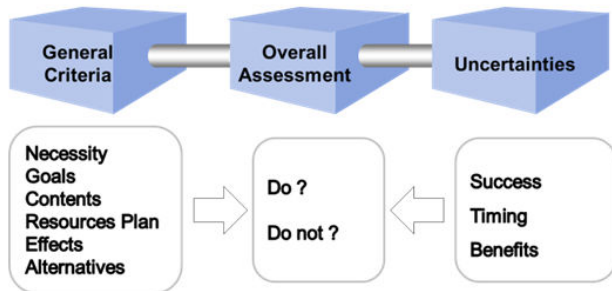 General
Criteria
Overall
Assessment
Uncertainties
Necessity
Goals
Contents
Resources Plan
Effects
Alternatives
Do ?
Do not ?
Success
Timing
Benefits